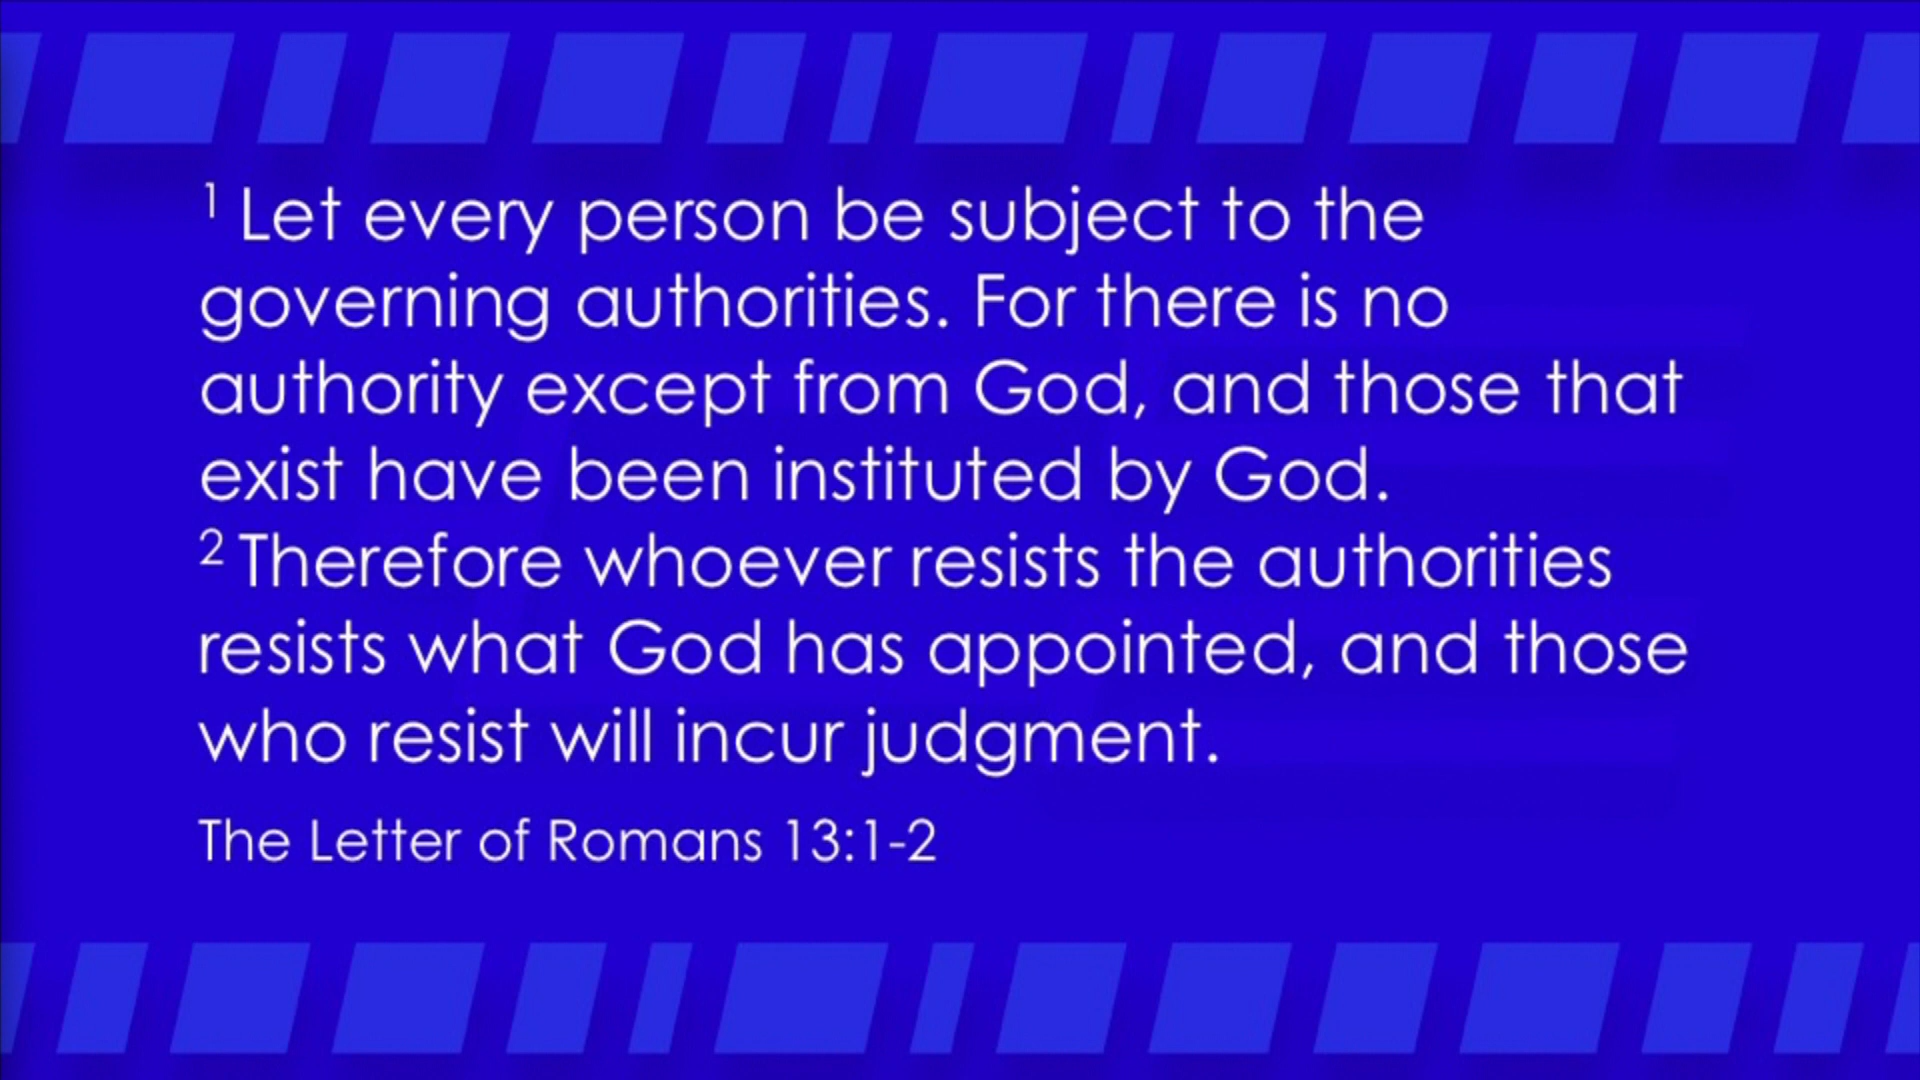 1 Let every person be subject to the
governing authorities. For there is no
authority except from God, and those that
exist have been instituted by God.
2 Therefore whoever resists the authorities
resists what God has appointed, and those
who resist will incur judgment.
The Letter of Romans 13:1-2